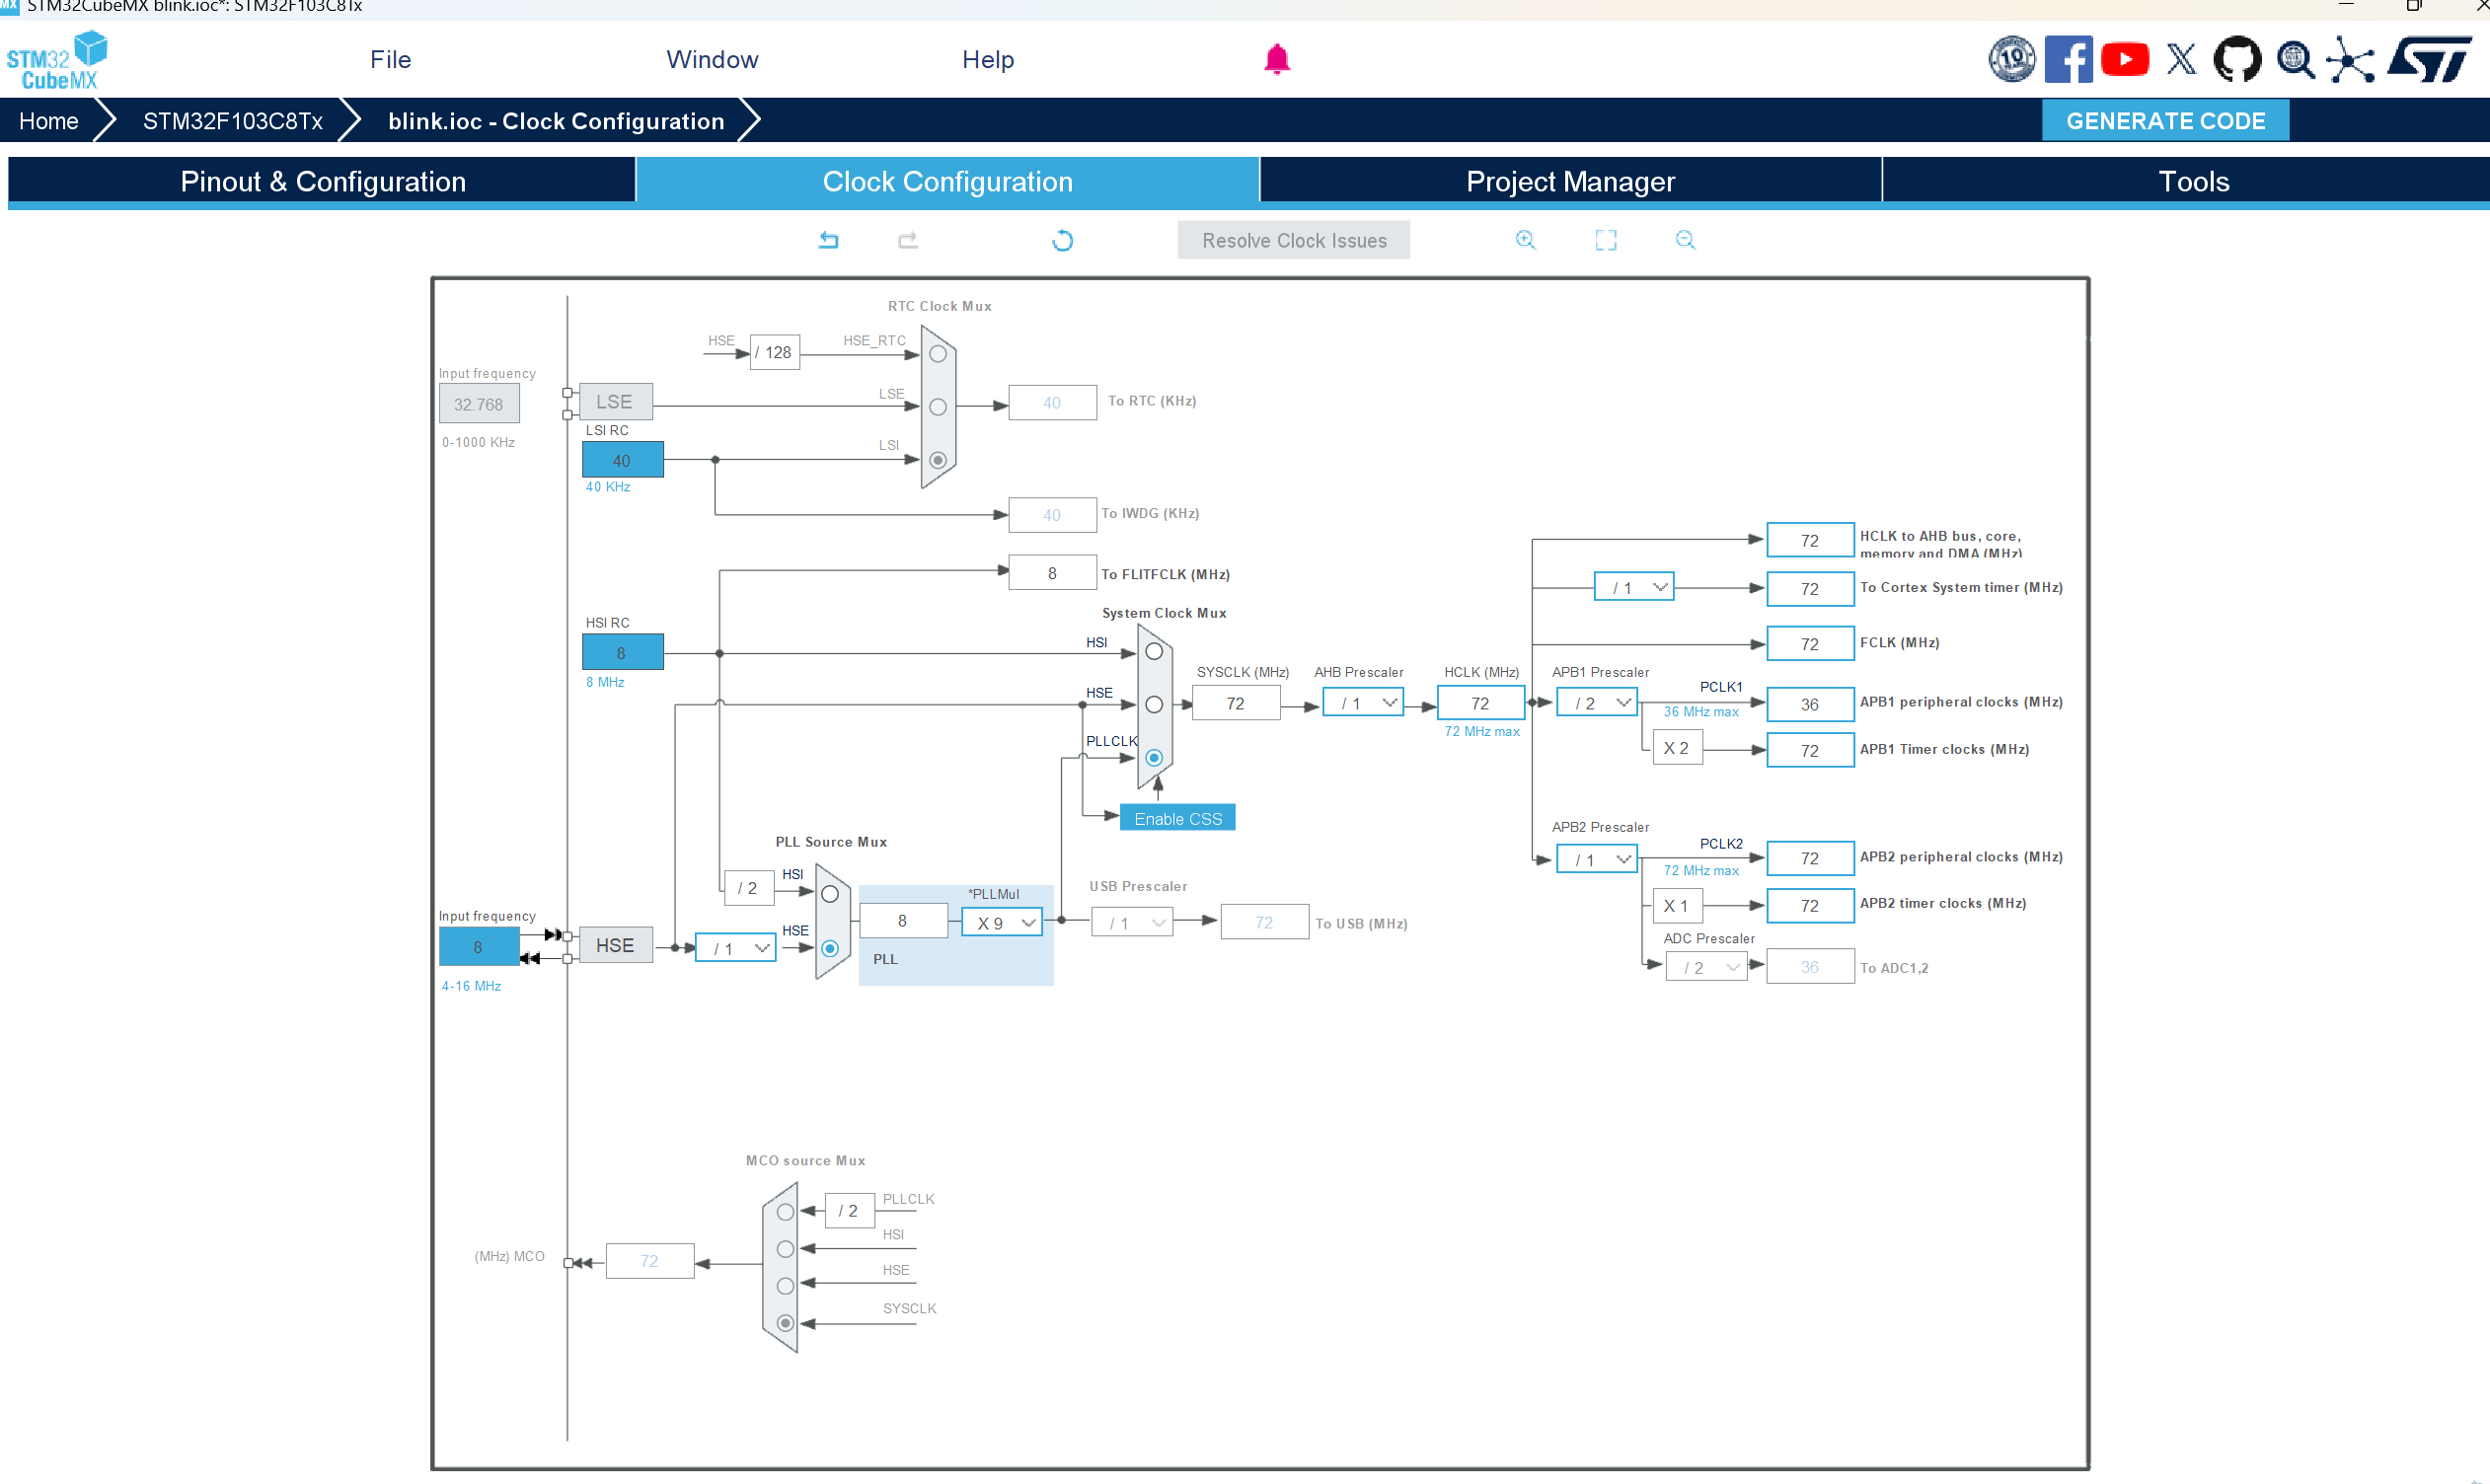 MX STM32CubeMX blink.ioc*: STM32F103C8Tx
STM32
CubeMX
File
Window
Help
10
Home
STM32F103C8Tx
blink.ioc - Clock Configuration
GENERATE CODE
Pinout & Configuration
Clock Configuration
Project Manager
Tools
Resolve Clock Issues
RTC Clock Mux
HSE
/ 128
HSE_RTC
Input frequency
32.768
0-1000 KHz
LSE
LSE
40
To RTC (KHz)
LSI RC
40
40 KHz
LSI
40
To IWDG (KHz)
8
To FLITFCLK (MHz)
System Clock Mux
HSI RC
8
8 MHz
HSI
HSE
PLLCLK
SYSCLK (MHz)
72
AHB Prescaler
/ 1
HCLK (MHz)
72
72 MHz max
72
HCLK to AHB bus, core,
memory and DMA (MHz)
/ 1
72
To Cortex System timer (MHz)
72
FCLK (MHz)
APB1 Prescaler
/ 2
PCLK1
36 MHz max
36
APB1 peripheral clocks (MHz)
X 2
72
APB1 Timer clocks (MHz)
Enable CSS
APB2 Prescaler
/ 1
PCLK2
72 MHz max
72
APB2 peripheral clocks (MHz)
X 1
72
APB2 timer clocks (MHz)
ADC Prescaler
/ 2
36
To ADC1,2
PLL Source Mux
/ 2
HSI
Input frequency
8
4-16 MHz
HSE
/ 1
HSE
8
*PLLMul
X 9
PLL
USB Prescaler
/ 1
72
To USB (MHz)
MCO source Mux
/ 2
PLLCLK
HSI
HSE
SYSCLK
(MHz) MCO
72